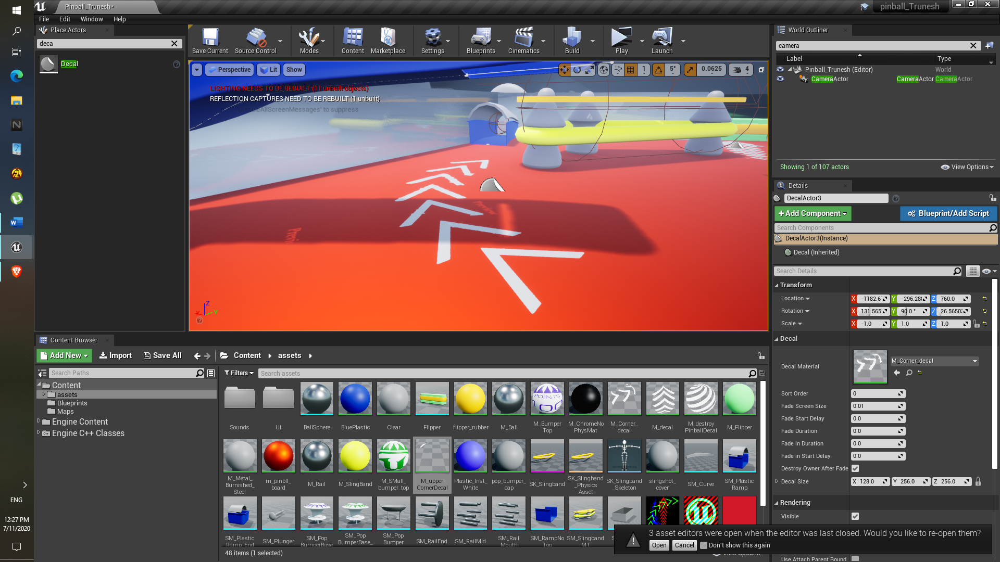 Pinball_Trunesh*
pinball_Trunesh
File Edit Window Help
Place Actors
deca
Decal
Save Current
Source Control
Modes
Content
Marketplace
Settings
Blueprints
Cinematics
Build
Play
Launch
Perspective
Lit
Show
1
5°
0.0625
4
LIGHTING NEEDS TO BE REBUILT (11 unbuilt objects)
REFLECTION CAPTURES NEED TO BE REBUILT (1 unbuilt)
AllScreenMessages' to suppress
Preview
Z
X
Y
World Outliner
camera
Label Type
Pinball_Trunesh (Editor) World
CameraActor CameraActor CameraActor
Showing 1 of 107 actors
View Options
Details
DecalActor3
+Add Component
Blueprint/Add Script
Search Components
DecalActor3(Instance)
Decal (Inherited)
Search Details
Transform
Location X -1182.6 Y -296.28 Z 760.0
Rotation X 131.565 Y 90.0 ° Z 26.5650
Scale X -1.0 Y 1.0 Z 1.0
Decal
Decal Material
M_Corner_decal
Sort Order 0
Fade Screen Size 0.01
Fade Start Delay 0.0
Fade Duration 0.0
Fade in Duration 0.0
Fade in Start Delay 0.0
Destroy Owner After Fade
Decal Size X 128.0 Y 256.0 Z 256.0
Rendering
Visible
Use Attach Parent Bound
Content Browser
Add New
Import
Save All
Content
assets
Search Paths
Filters
Search assets
Content
assets
Blueprints
Maps
Engine Content
Engine C++ Classes
Sounds
UI
BallSphere
BluePlastic
Clear
Flipper
flipper_rubber
M_Ball
M_Bumper
Top
M_ChromeNo
PhysMat
M_Corner_
decal
M_decal
M_destroy
PinballDecal
M_Flipper
POINTS
M_Metal_
Burnished_
Steel
m_pinbll_
board
M_Rail
M_SlingBand
M_SMall_
bumper_top
M_upper
CornerDecal
Plastic_Inst_
White
pop_bumper_
cap
SK_Slingband
SK_Slingband
_Physics
Asset
SK_Slingband
_Skeleton
slingshot_
cover
SM_Curve
SM_Plastic
Ramp
SM_Plastic
Ramp_End
SM_Plunger
SM_Pop
BumperBase
SM_Pop
BumperBase_
SM_Pop
Bumper
SM_RailEnd
SM_RailMid
SM_Rail
Mouth
SM_RampNo
Top
SM_Slingband
MT
48 items (1 selected)
View Options
3 asset editors were open when the editor was last closed. Would you like to re-open them?
Open
Cancel
Don't show this again
ENG
12:27 PM
7/11/2020